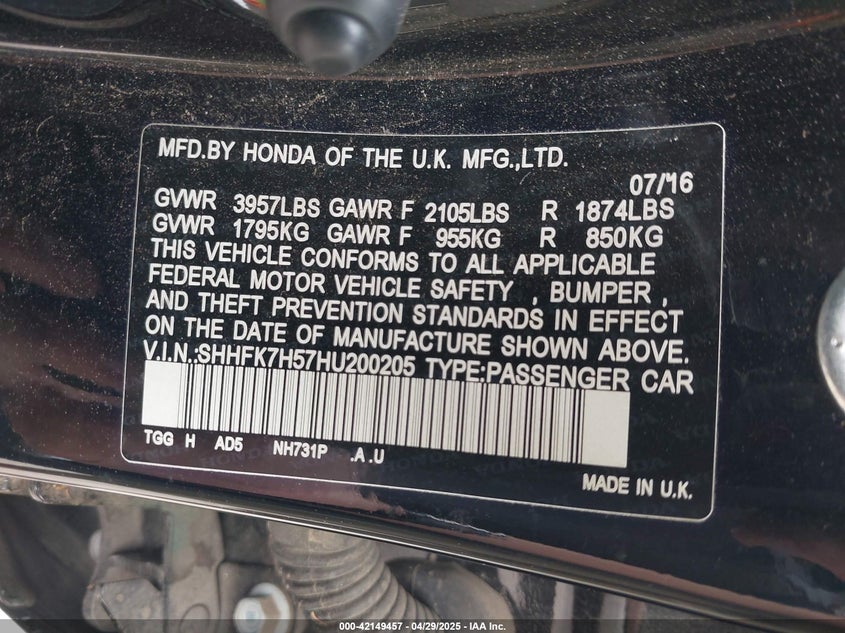 MFD.BY HONDA OF THE U.K. MFG.,LTD.
07/16
GVWR 3957LBS GAWR F 2105LBS R 1874LBS
GVWR 1795KG GAWR F 955KG R 850KG
THIS VEHICLE CONFORMS TO ALL APPLICABLE
FEDERAL MOTOR VEHICLE SAFETY , BUMPER ,
AND THEFT PREVENTION STANDARDS IN EFFECT
ON THE DATE OF MANUFACTURE SHOWN ABOVE.
V.I.N.:SHHFK7H57HU200205 TYPE:PASSENGER CAR
TGG H AD5 NH731P .A .U
MADE IN U.K.
000-42149457 - 04/29/2025 - IAA Inc.